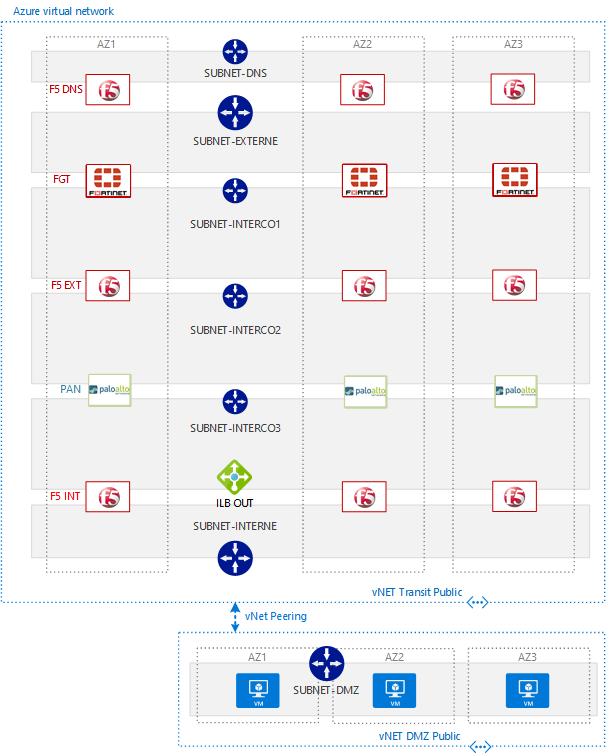 Azure virtual network
AZ1
AZ2
AZ3
SUBNET-DNS
F5 DNS
f5
f5
f5
SUBNET-EXTERNE
FGT
FORTINET
FORTINET
FORTINET
SUBNET-INTERCO1
F5 EXT
f5
f5
f5
SUBNET-INTERCO2
PAN
paloalto
paloalto
paloalto
SUBNET-INTERCO3
F5 INT
f5
ILB OUT
f5
f5
SUBNET-INTERNE
vNET Transit Public
vNet Peering
AZ1
AZ2
AZ3
SUBNET-DMZ
VM
VM
VM
vNET DMZ Public